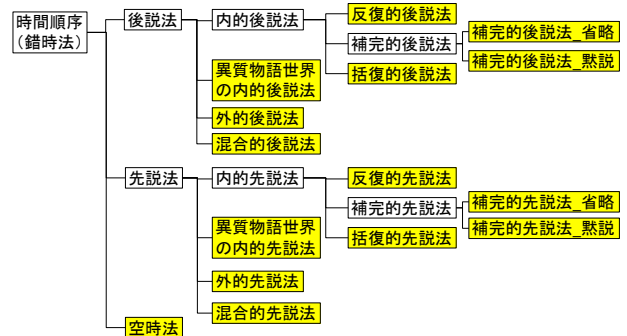 時間順序
（錯時法）
後説法
内的後説法
反復的後説法
補完的後説法
補完的後説法_省略
補完的後説法_黙説
括復的後説法
異質物語世界
の内的後説法
外的後説法
混合的後説法
先説法
内的先説法
反復的先説法
補完的先説法
補完的先説法_省略
補完的先説法_黙説
括復的先説法
異質物語世界
の内的先説法
外的先説法
混合的先説法
空時法